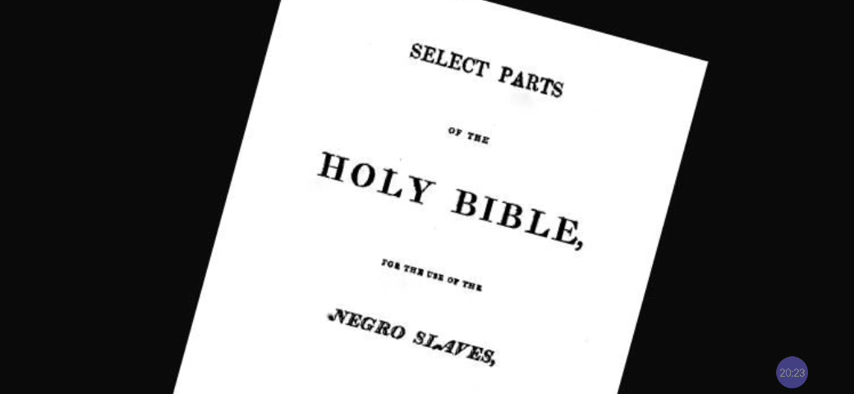 SELECT PARTS
OF THE
HOLY BIBLE,
FOR THE USE OF THE
NEGRO SLAVES,
20:23